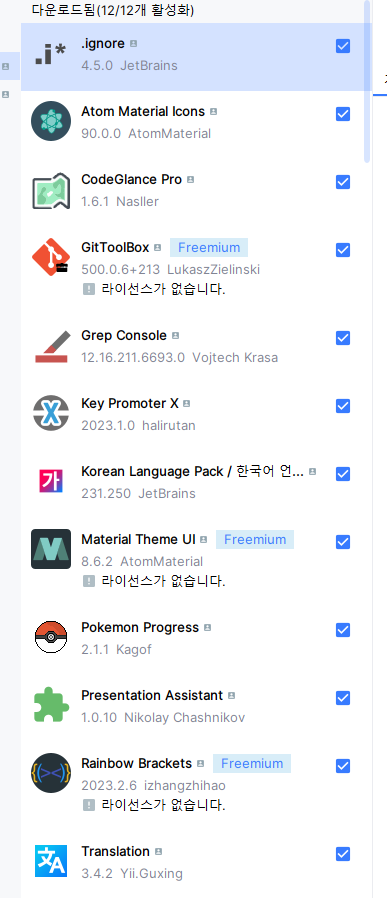 다운로드됨(12/12개 활성화)
.i*
.ignore
4.5.0 JetBrains
Atom Material Icons
90.0.0 AtomMaterial
CodeGlance Pro
1.6.1 Nasller
GitToolBox Freemium
500.0.6+213 LukaszZielinski
라이선스가 없습니다.
Grep Console
12.16.211.6693.0 Vojtech Krasa
Key Promoter X
2023.1.0 halirutan
가
Korean Language Pack / 한국어 언...
231.250 JetBrains
Material Theme UI Freemium
8.6.2 AtomMaterial
라이선스가 없습니다.
Pokemon Progress
2.1.1 Kagof
Presentation Assistant
1.0.10 Nikolay Chashnikov
Rainbow Brackets Freemium
2023.2.6 izhangzhihao
라이선스가 없습니다.
文A
Translation
3.4.2 Yii.Guxing